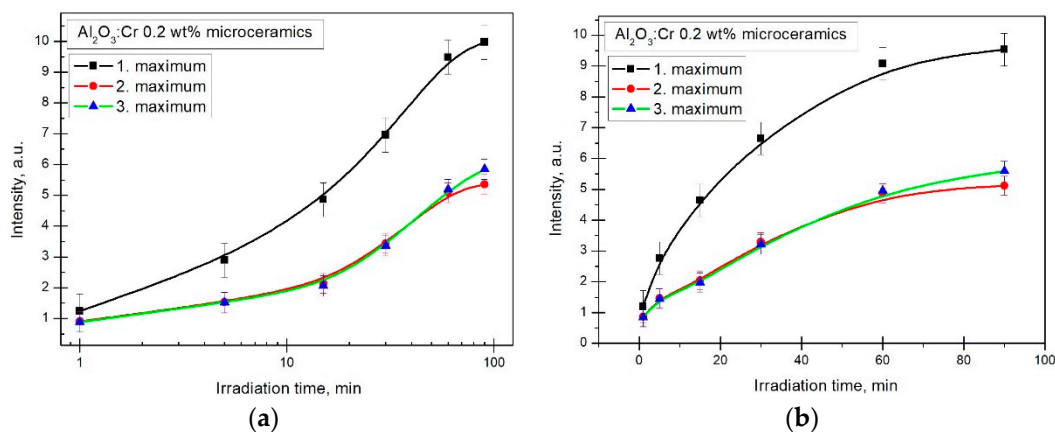 Al₂O₃:Cr 0.2 wt% microceramics
1. maximum
2. maximum
3. maximum
10
9
8
7
6
5
4
3
2
1
Intensity, a.u.
1
10
100
Irradiation time, min
(a)
Al₂O₃:Cr 0.2 wt% microceramics
1. maximum
2. maximum
3. maximum
10
9
8
7
6
5
4
3
2
1
0
Intensity, a.u.
0
20
40
60
80
100
Irradiation time, min
(b)